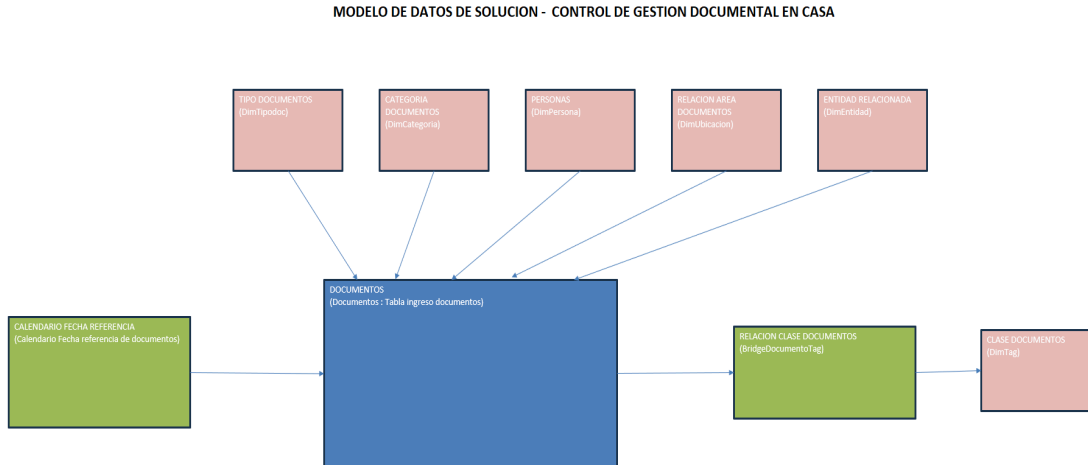 MODELO DE DATOS DE SOLUCION - CONTROL DE GESTION DOCUMENTAL EN CASA
TIPO DOCUMENTOS
(DimTipodoc)
CATEGORIA
DOCUMENTOS
(DimCategoria)
PERSONAS
(DimPersona)
RELACION AREA
DOCUMENTOS
(DimUbicacion)
ENTIDAD RELACIONADA
(DimEntidad)
DOCUMENTOS
(Documentos : Tabla ingreso documentos)
CALENDARIO FECHA REFERENCIA
(Calendario Fecha referencia de documentos)
RELACION CLASE DOCUMENTOS
(BridgeDocumentoTag)
CLASE DOCUMENTOS
(DimTag)